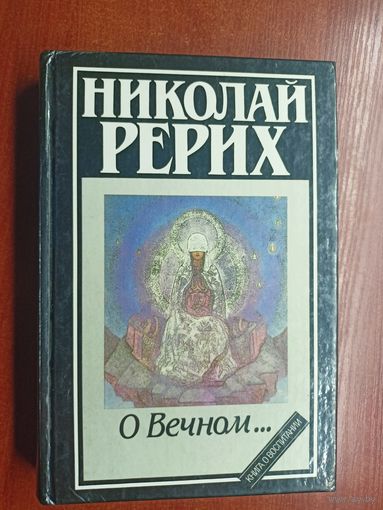 НИКОЛАЙ
РЕРИХ
О Вечном...
КНИГА О ВОСПИТАНИИ